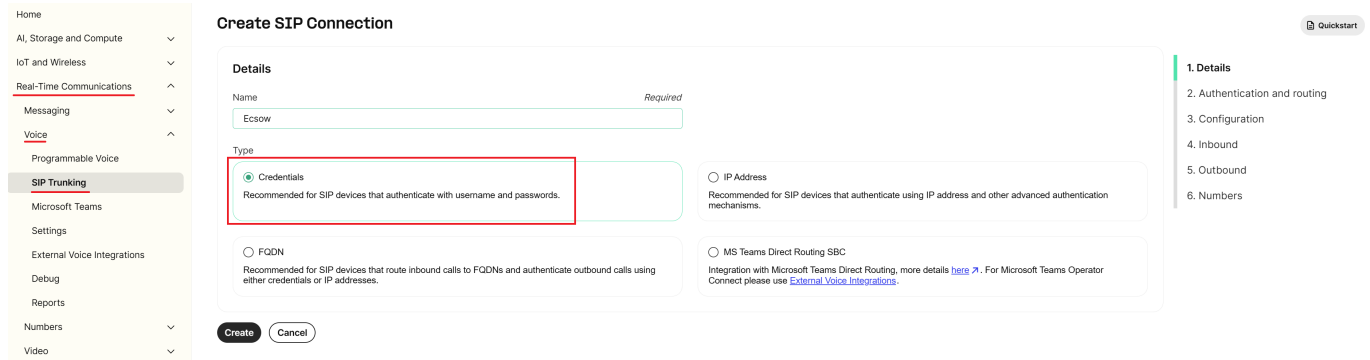 Home
AI, Storage and Compute
IoT and Wireless
Real-Time Communications
Messaging
Voice
Programmable Voice
SIP Trunking
Microsoft Teams
Settings
External Voice Integrations
Debug
Reports
Numbers
Video
Create SIP Connection
Quickstart
Details
Name Required
Ecsow
Type
Credentials
Recommended for SIP devices that authenticate with username and passwords.
IP Address
Recommended for SIP devices that authenticate using IP address and other advanced authentication
mechanisms.
FQDN
Recommended for SIP devices that route inbound calls to FQDNs and authenticate outbound calls using
either credentials or IP addresses.
MS Teams Direct Routing SBC
Integration with Microsoft Teams Direct Routing, more details here. For Microsoft Teams Operator
Connect please use External Voice Integrations.
Create Cancel
1. Details
2. Authentication and routing
3. Configuration
4. Inbound
5. Outbound
6. Numbers